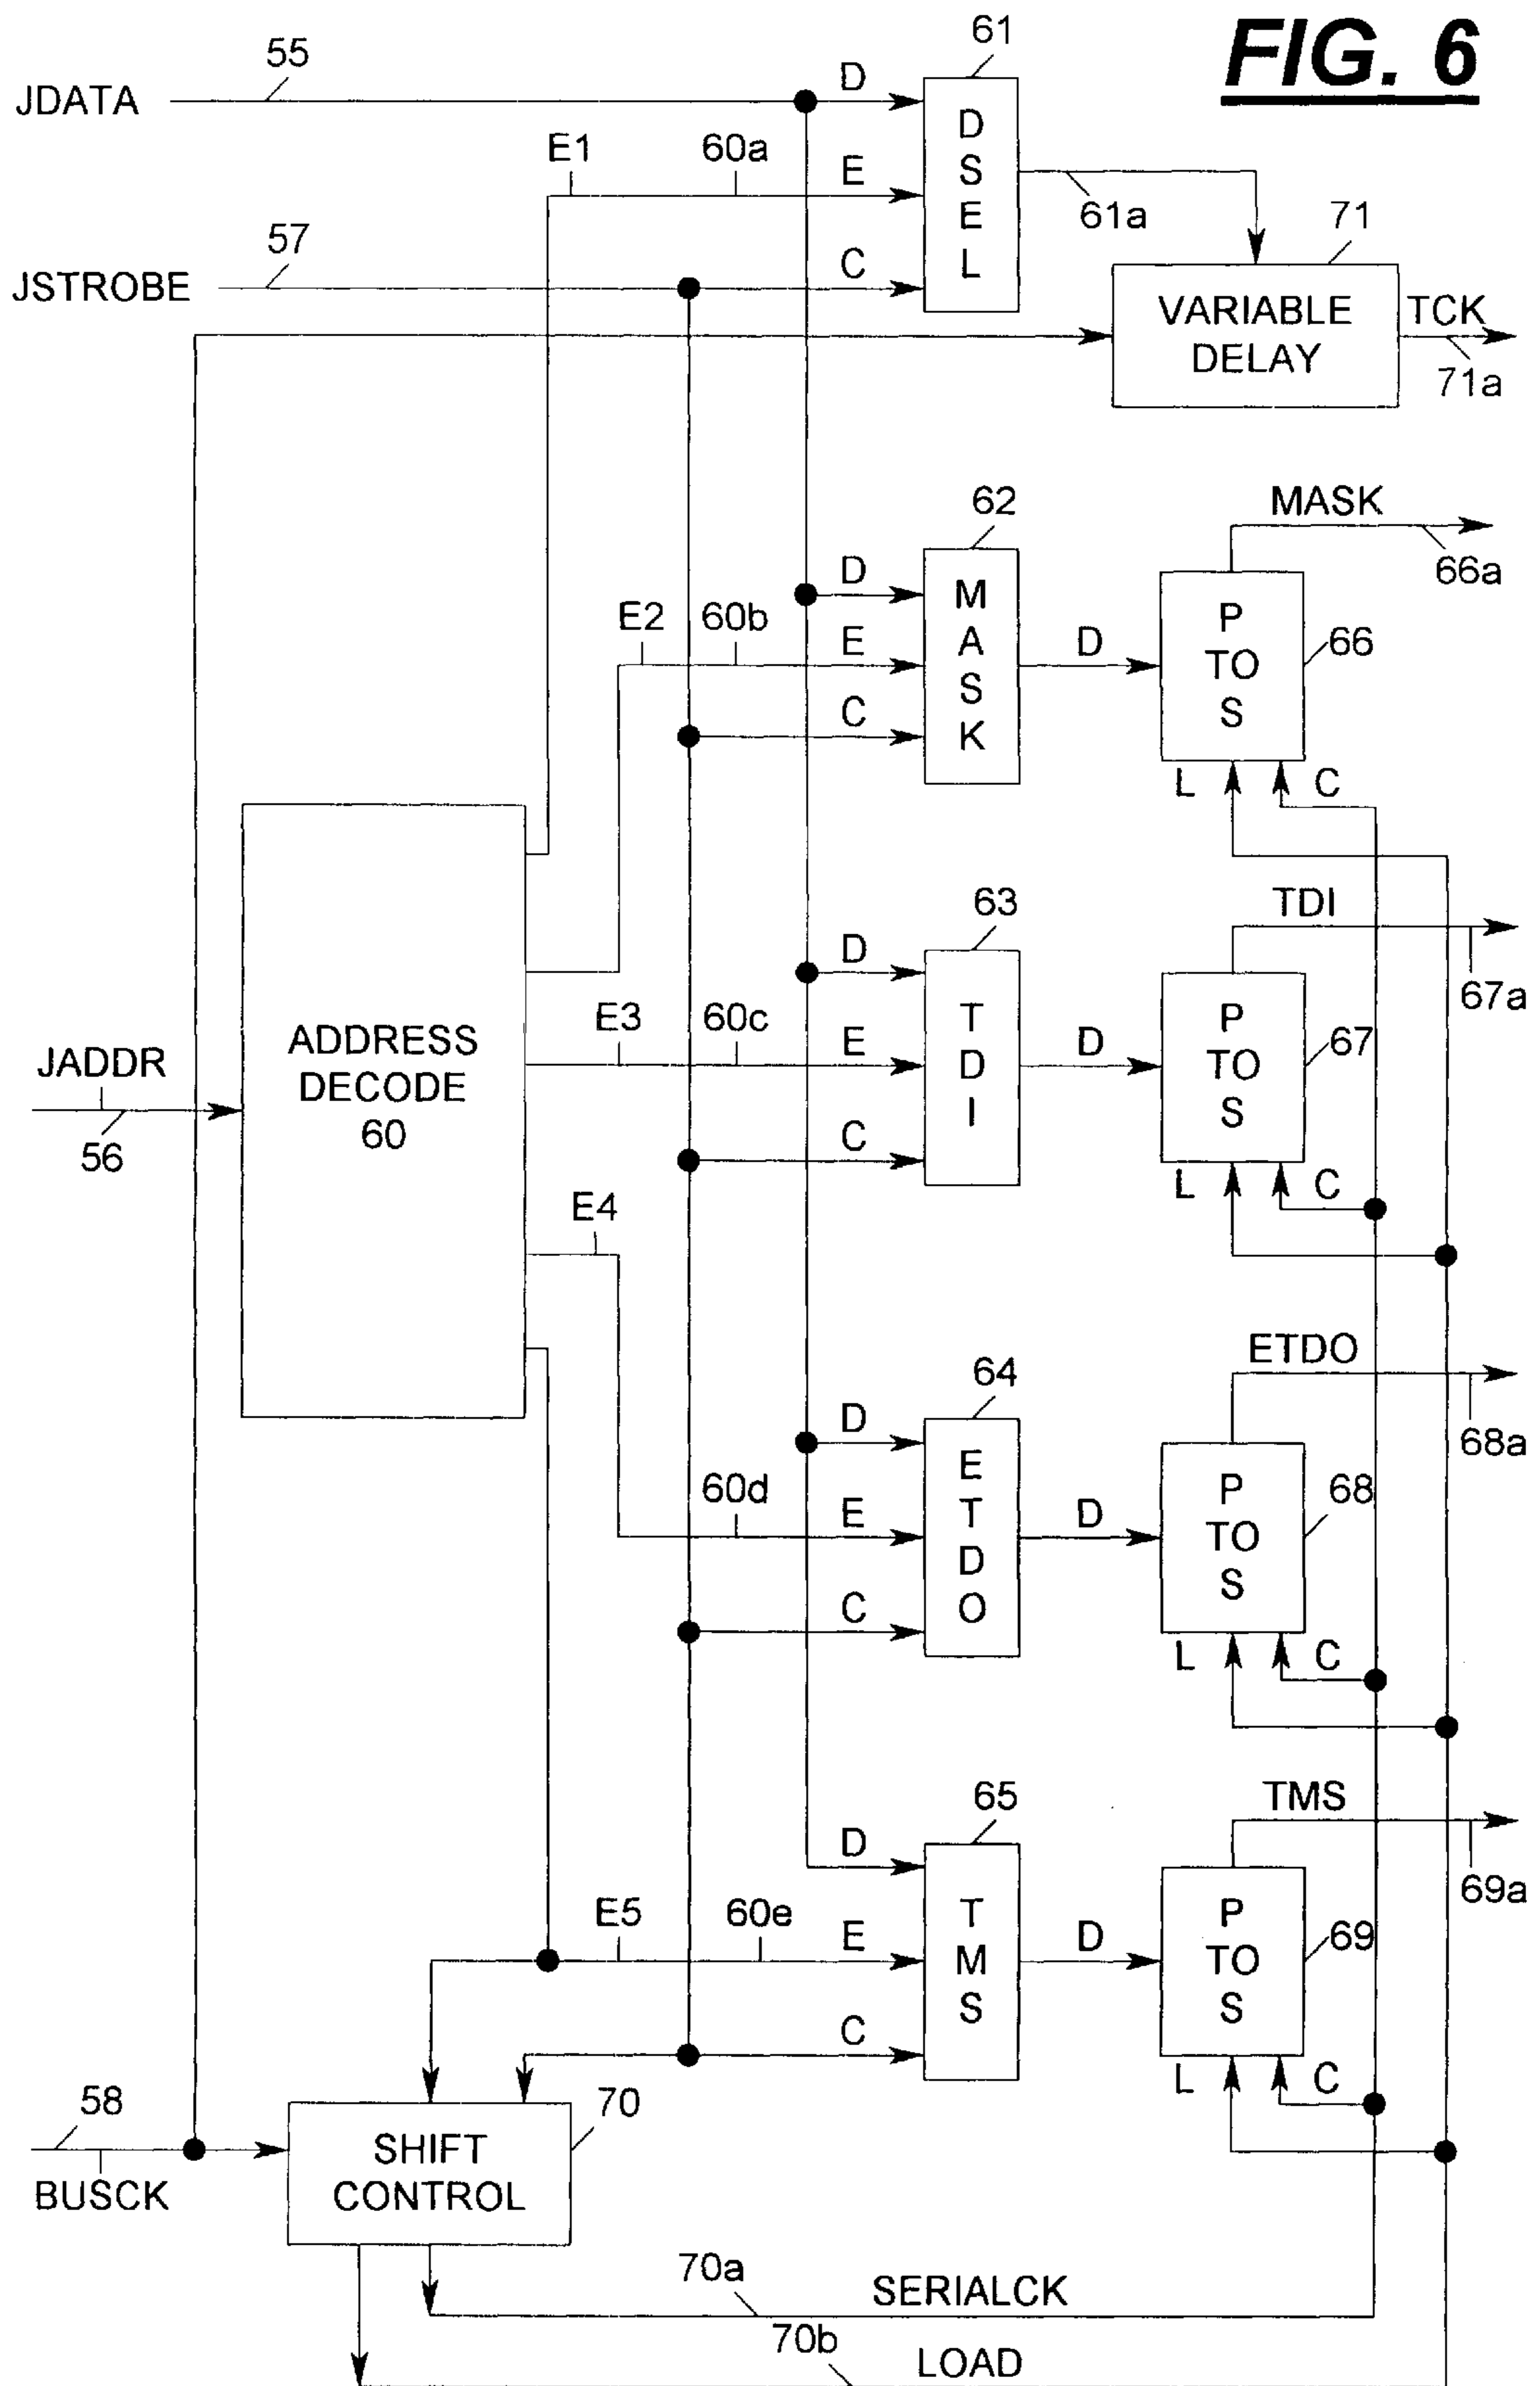 FIG. 6
61
55
JDATA
D
E1
60a
E
D
S
E
L
61a
71
57
JSTROBE
C
VARIABLE
DELAY
TCK
71a
62
MASK
66a
D
E2
60b
E
C
M
A
S
K
D
P
TO
S
66
L
C
63
TDI
67a
D
E3
60c
E
C
T
D
I
D
P
TO
S
67
L
C
JADDR
56
ADDRESS
DECODE
60
E4
64
ETDO
68a
D
60d
E
C
E
T
D
O
D
P
TO
S
68
L
C
65
TMS
69a
D
E5
60e
E
C
T
M
S
D
P
TO
S
69
L
C
58
BUSCK
70
SHIFT
CONTROL
70a
SERIALCK
70b
LOAD